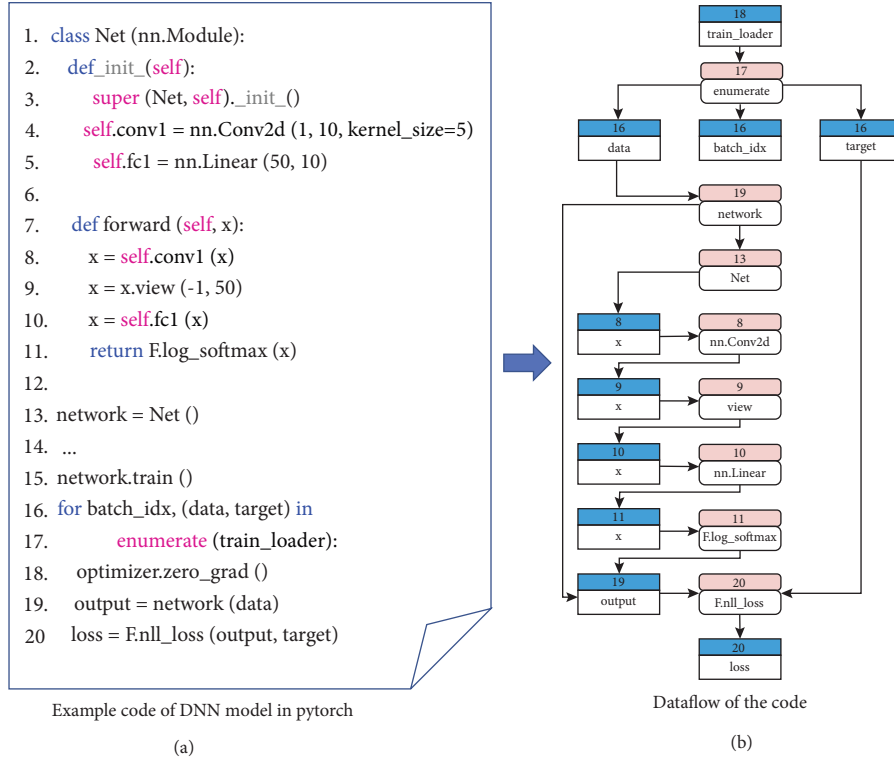 1. class Net (nn.Module):
2. def_init_(self):
3. super (Net, self)._init_()
4. self.conv1 = nn.Conv2d (1, 10, kernel_size=5)
5. self.fc1 = nn.Linear (50, 10)
6.
7. def forward (self, x):
8. x = self.conv1 (x)
9. x = x.view (-1, 50)
10. x = self.fc1 (x)
11. return F.log_softmax (x)
12.
13. network = Net ()
14. ...
15. network.train ()
16. for batch_idx, (data, target) in
17. enumerate (train_loader):
18. optimizer.zero_grad ()
19. output = network (data)
20 loss = F.nll_loss (output, target)
Example code of DNN model in pytorch
(a)
18
train_loader
17
enumerate
16
data
16
batch_idx
16
target
19
network
13
Net
8
x
8
nn.Conv2d
9
x
9
view
10
x
10
nn.Linear
11
x
11
F.log_softmax
19
output
20
F.nll_loss
20
loss
Dataflow of the code
(b)